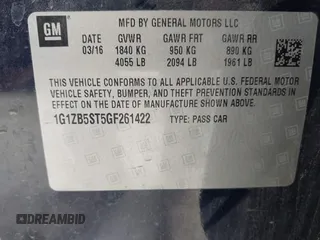 GM
MFD BY GENERAL MOTORS LLC
DATE GVWR GAWR FRT GAWR RR
03/16 1840 KG 950 KG 890 KG
4055 LB 2094 LB 1961 LB
THIS VEHICLE CONFORMS TO ALL APPLICABLE U.S. FEDERAL MOTOR
VEHICLE SAFETY, BUMPER, AND THEFT PREVENTION STANDARDS IN
EFFECT ON THE DATE OF MANUFACTURE SHOWN ABOVE.
1G1ZB5ST5GF261422 TYPE: PASS CAR
DREAMBID